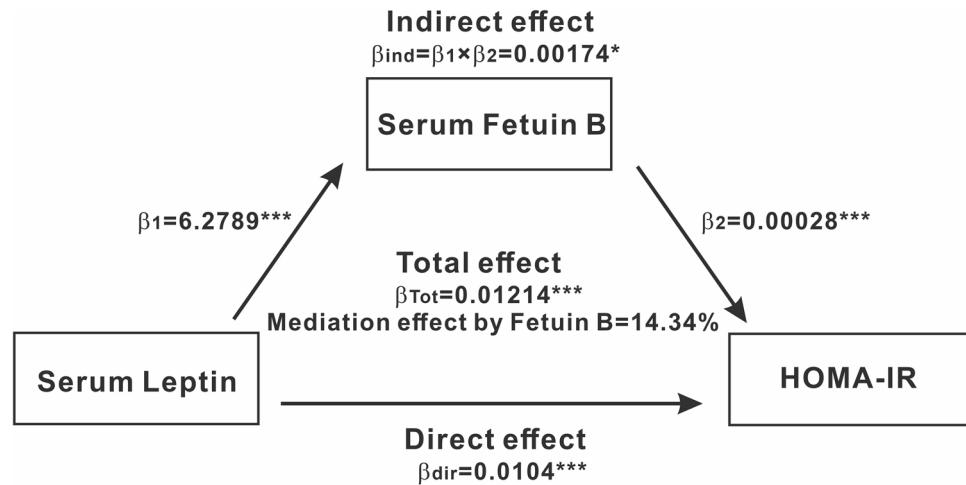 Indirect effect
βind=β1×β2=0.00174*
Serum Fetuin B
β1=6.2789***
β2=0.00028***
Total effect
βTot=0.01214***
Mediation effect by Fetuin B=14.34%
Serum Leptin
HOMA-IR
Direct effect
βdir=0.0104***